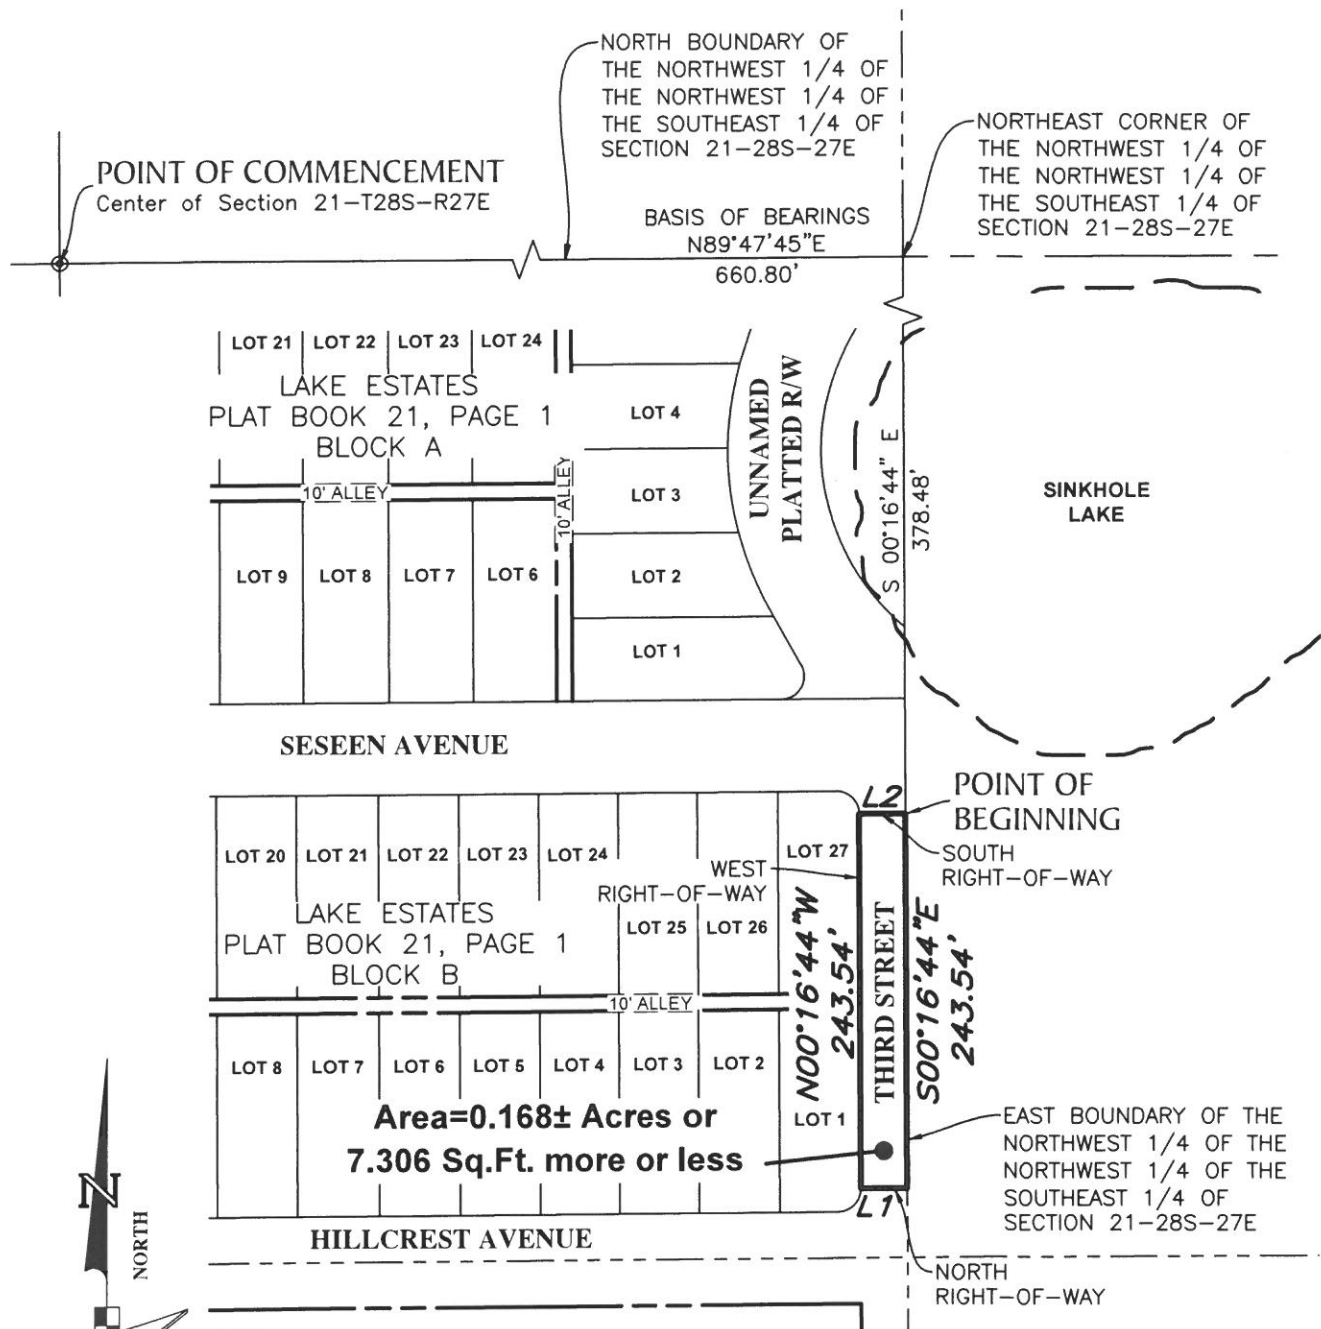 NORTH BOUNDARY OF
THE NORTHWEST 1/4 OF
THE NORTHWEST 1/4 OF
THE SOUTHEAST 1/4 OF
SECTION 21-28S-27E
NORTHEAST CORNER OF
THE NORTHWEST 1/4 OF
THE NORTHWEST 1/4 OF
THE SOUTHEAST 1/4 OF
SECTION 21-28S-27E
POINT OF COMMENCEMENT
Center of Section 21-T28S-R27E
BASIS OF BEARINGS
N89°47'45"E
660.80'
LOT 21
LOT 22
LOT 23
LOT 24
LAKE ESTATES
PLAT BOOK 21, PAGE 1
BLOCK A
10' ALLEY
10' ALLEY
LOT 4
LOT 3
LOT 2
LOT 1
UNNAMED
PLATTED R/W
S 00°16'44" E
378.48'
SINKHOLE
LAKE
LOT 9
LOT 8
LOT 7
LOT 6
SESEEN AVENUE
L2
POINT OF
BEGINNING
SOUTH
RIGHT-OF-WAY
LOT 20
LOT 21
LOT 22
LOT 23
LOT 24
LOT 27
WEST
RIGHT-OF-WAY
LAKE ESTATES
PLAT BOOK 21, PAGE 1
BLOCK B
LOT 25
LOT 26
10' ALLEY
N00°16'44"W
243.54'
THIRD STREET
S00°16'44"E
243.54'
LOT 8
LOT 7
LOT 6
LOT 5
LOT 4
LOT 3
LOT 2
LOT 1
Area=0.168± Acres or
7.306 Sq.Ft. more or less
EAST BOUNDARY OF THE
NORTHWEST 1/4 OF THE
NORTHWEST 1/4 OF THE
SOUTHEAST 1/4 OF
SECTION 21-28S-27E
L1
HILLCREST AVENUE
NORTH
RIGHT-OF-WAY
N
NORTH